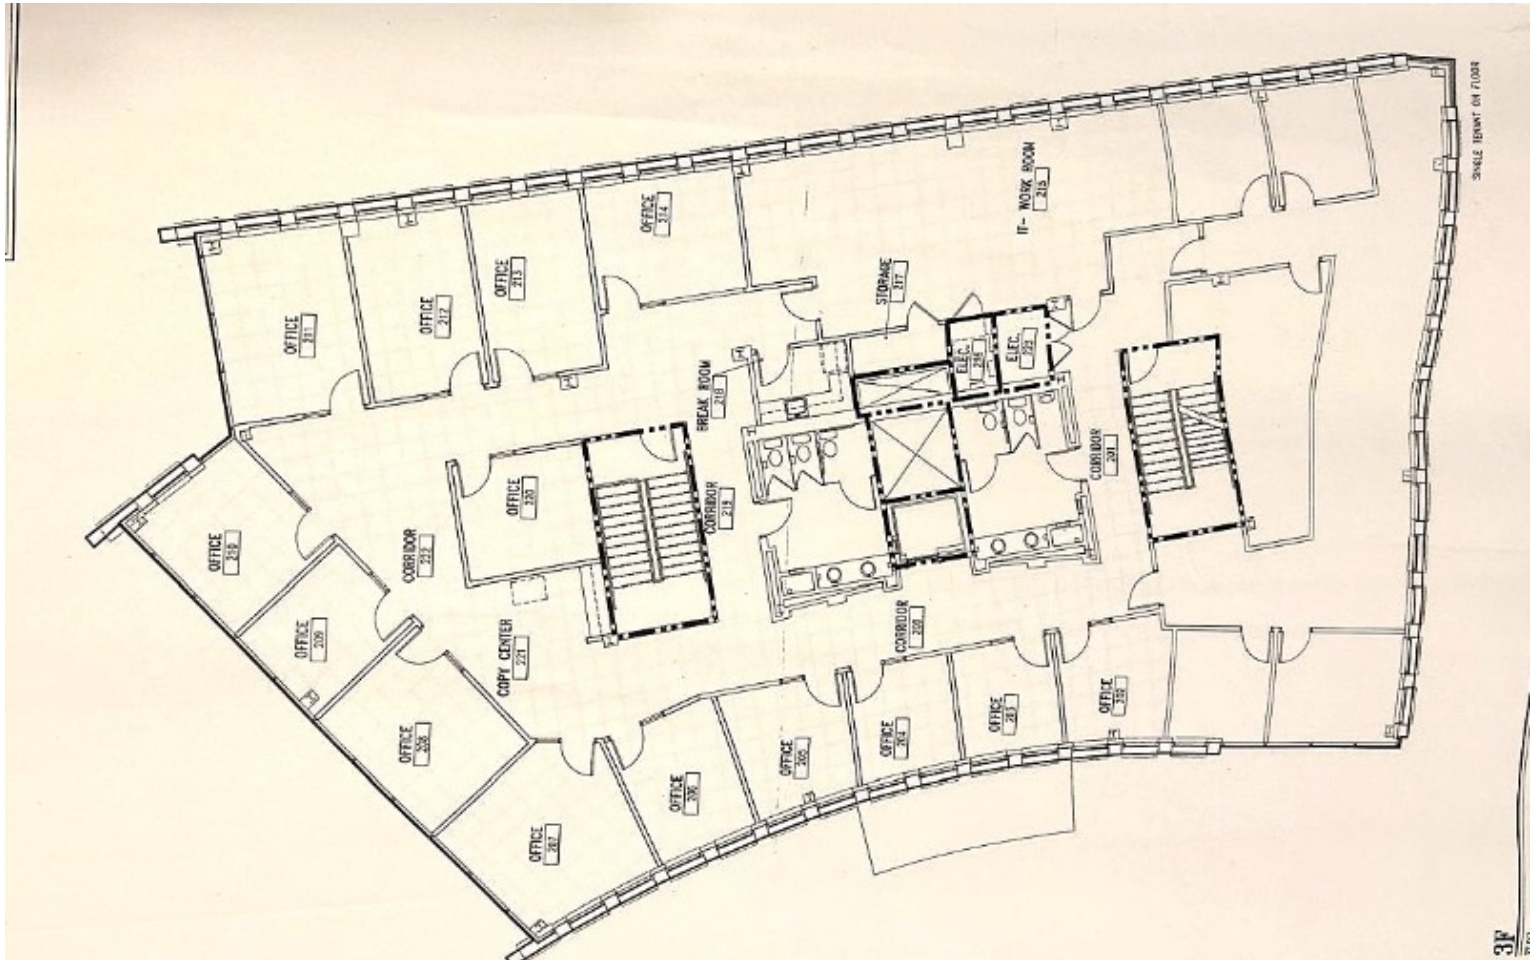 OFFICE
211
OFFICE
212
OFFICE
213
OFFICE
214
IT- WORK ROOM
215
STORAGE
217
ELEC.
ELEC.
BREAK ROOM
218
CORRIDOR
219
CORRIDOR
201
OFFICE
220
CORRIDOR
222
OFFICE
210
OFFICE
209
COPY CENTER
221
CORRIDOR
200
OFFICE
208
OFFICE
207
OFFICE
206
OFFICE
205
OFFICE
204
OFFICE
203
OFFICE
202
SINGLE TENANT ON FLOOR
3F